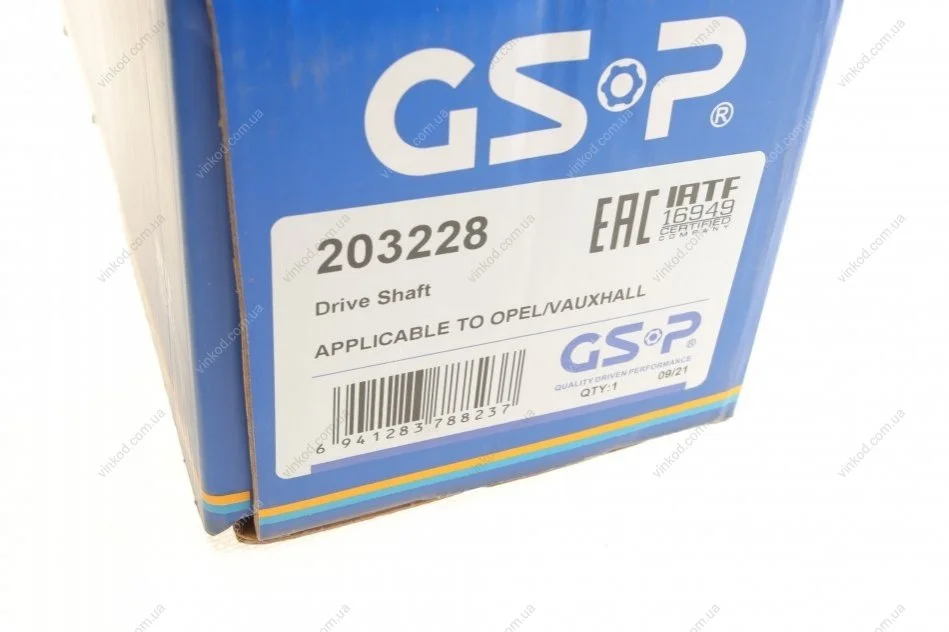 GSP®
203228
EAC
IATF
16949
CERTIFIED
COMPANY
Drive Shaft
APPLICABLE TO OPEL/VAUXHALL
GSP®
QUALITY DRIVEN PERFORMANCE
QTY:1 09/21
6 941283 788237
vinkod.com.ua